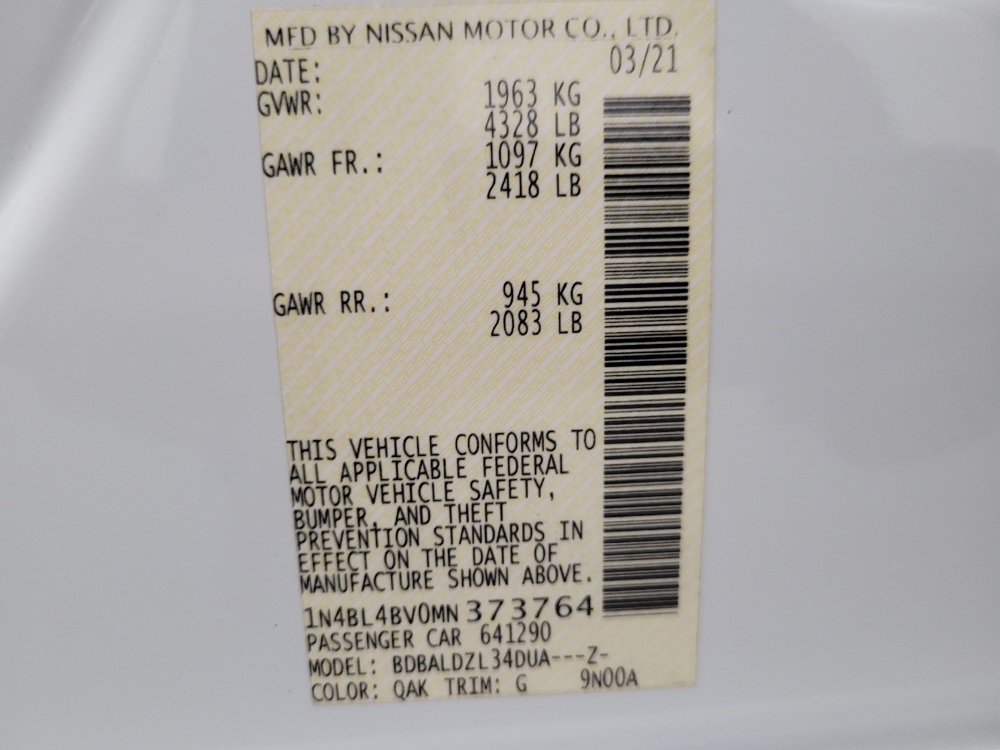 MFD BY NISSAN MOTOR CO., LTD.
DATE: 03/21
GVWR: 1963 KG
4328 LB
GAWR FR.: 1097 KG
2418 LB
GAWR RR.: 945 KG
2083 LB
THIS VEHICLE CONFORMS TO
ALL APPLICABLE FEDERAL
MOTOR VEHICLE SAFETY,
BUMPER, AND THEFT
PREVENTION STANDARDS IN
EFFECT ON THE DATE OF
MANUFACTURE SHOWN ABOVE.
1N4BL4BV0MN373764
PASSENGER CAR 641290
MODEL: BDBALDZL34DUA---Z-
COLOR: QAK TRIM: G 9N00A